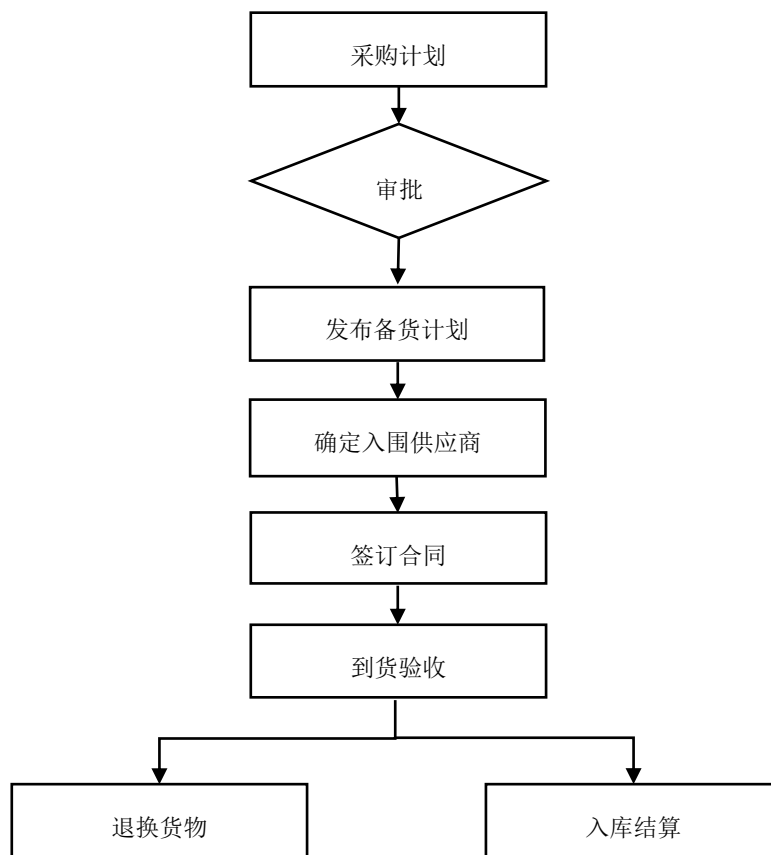 采购计划
审批
发布备货计划
确定入围供应商
签订合同
到货验收
退换货物
入库结算